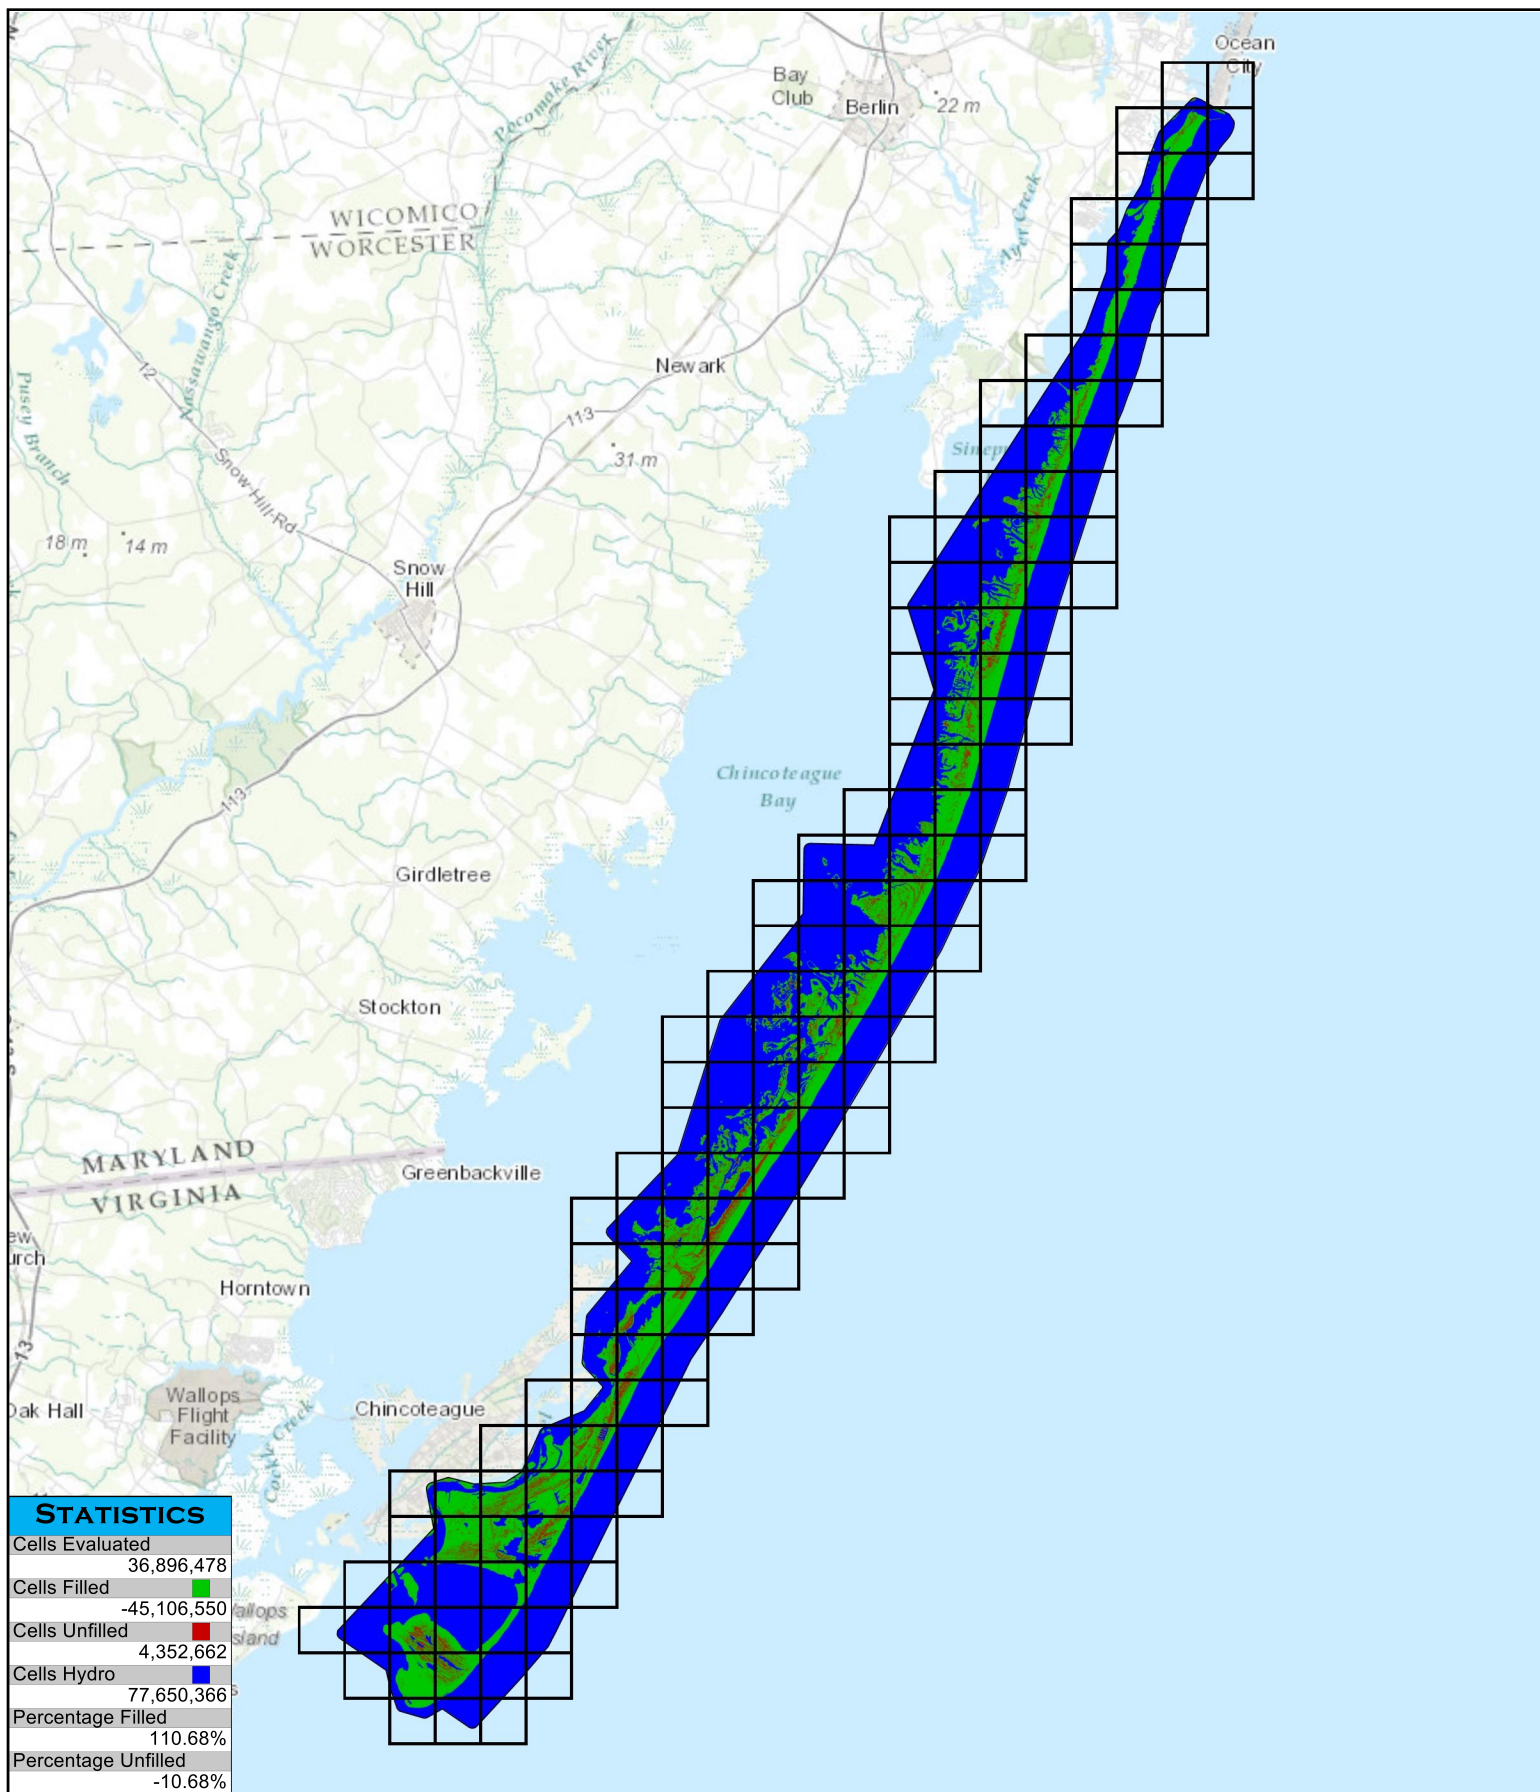 Ocean
City
Bay
Club
Berlin
22 m
Pocomoke River
Ayer Creek
WICOMICO
WORCESTER
Nassawango Creek
12
Newark
Pusey Branch
113
31 m
Snow-Hill-Rd
18 m
14 m
Snow
Hill
Chincoteague
Bay
113
Girdletree
Stockton
MARYLAND
VIRGINIA
Greenbackville
Horntown
13
Wallops
Flight
Facility
Oak Hall
Chincoteague
Cockle Creek
STATISTICS
Cells Evaluated
36,896,478
Cells Filled
-45,106,550
Cells Unfilled
4,352,662
Cells Hydro
77,650,366
Percentage Filled
110.68%
Percentage Unfilled
-10.68%